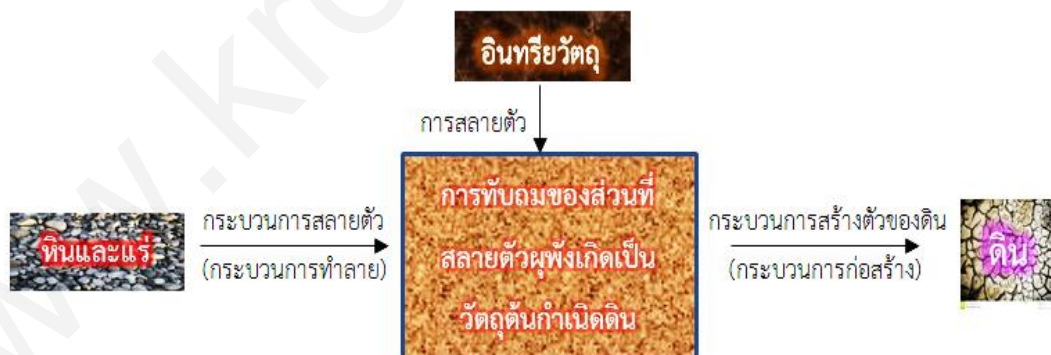 อินทรียวัตถุ
การสลายตัว
การทับถมของส่วนที่
สลายตัวผุพังเกิดเป็น
วัตถุต้นกำเนิดดิน
หินและแร่
กระบวนการสลายตัว
(กระบวนการทำลาย)
กระบวนการสร้างตัวของดิน
(กระบวนการก่อสร้าง)
ดิน